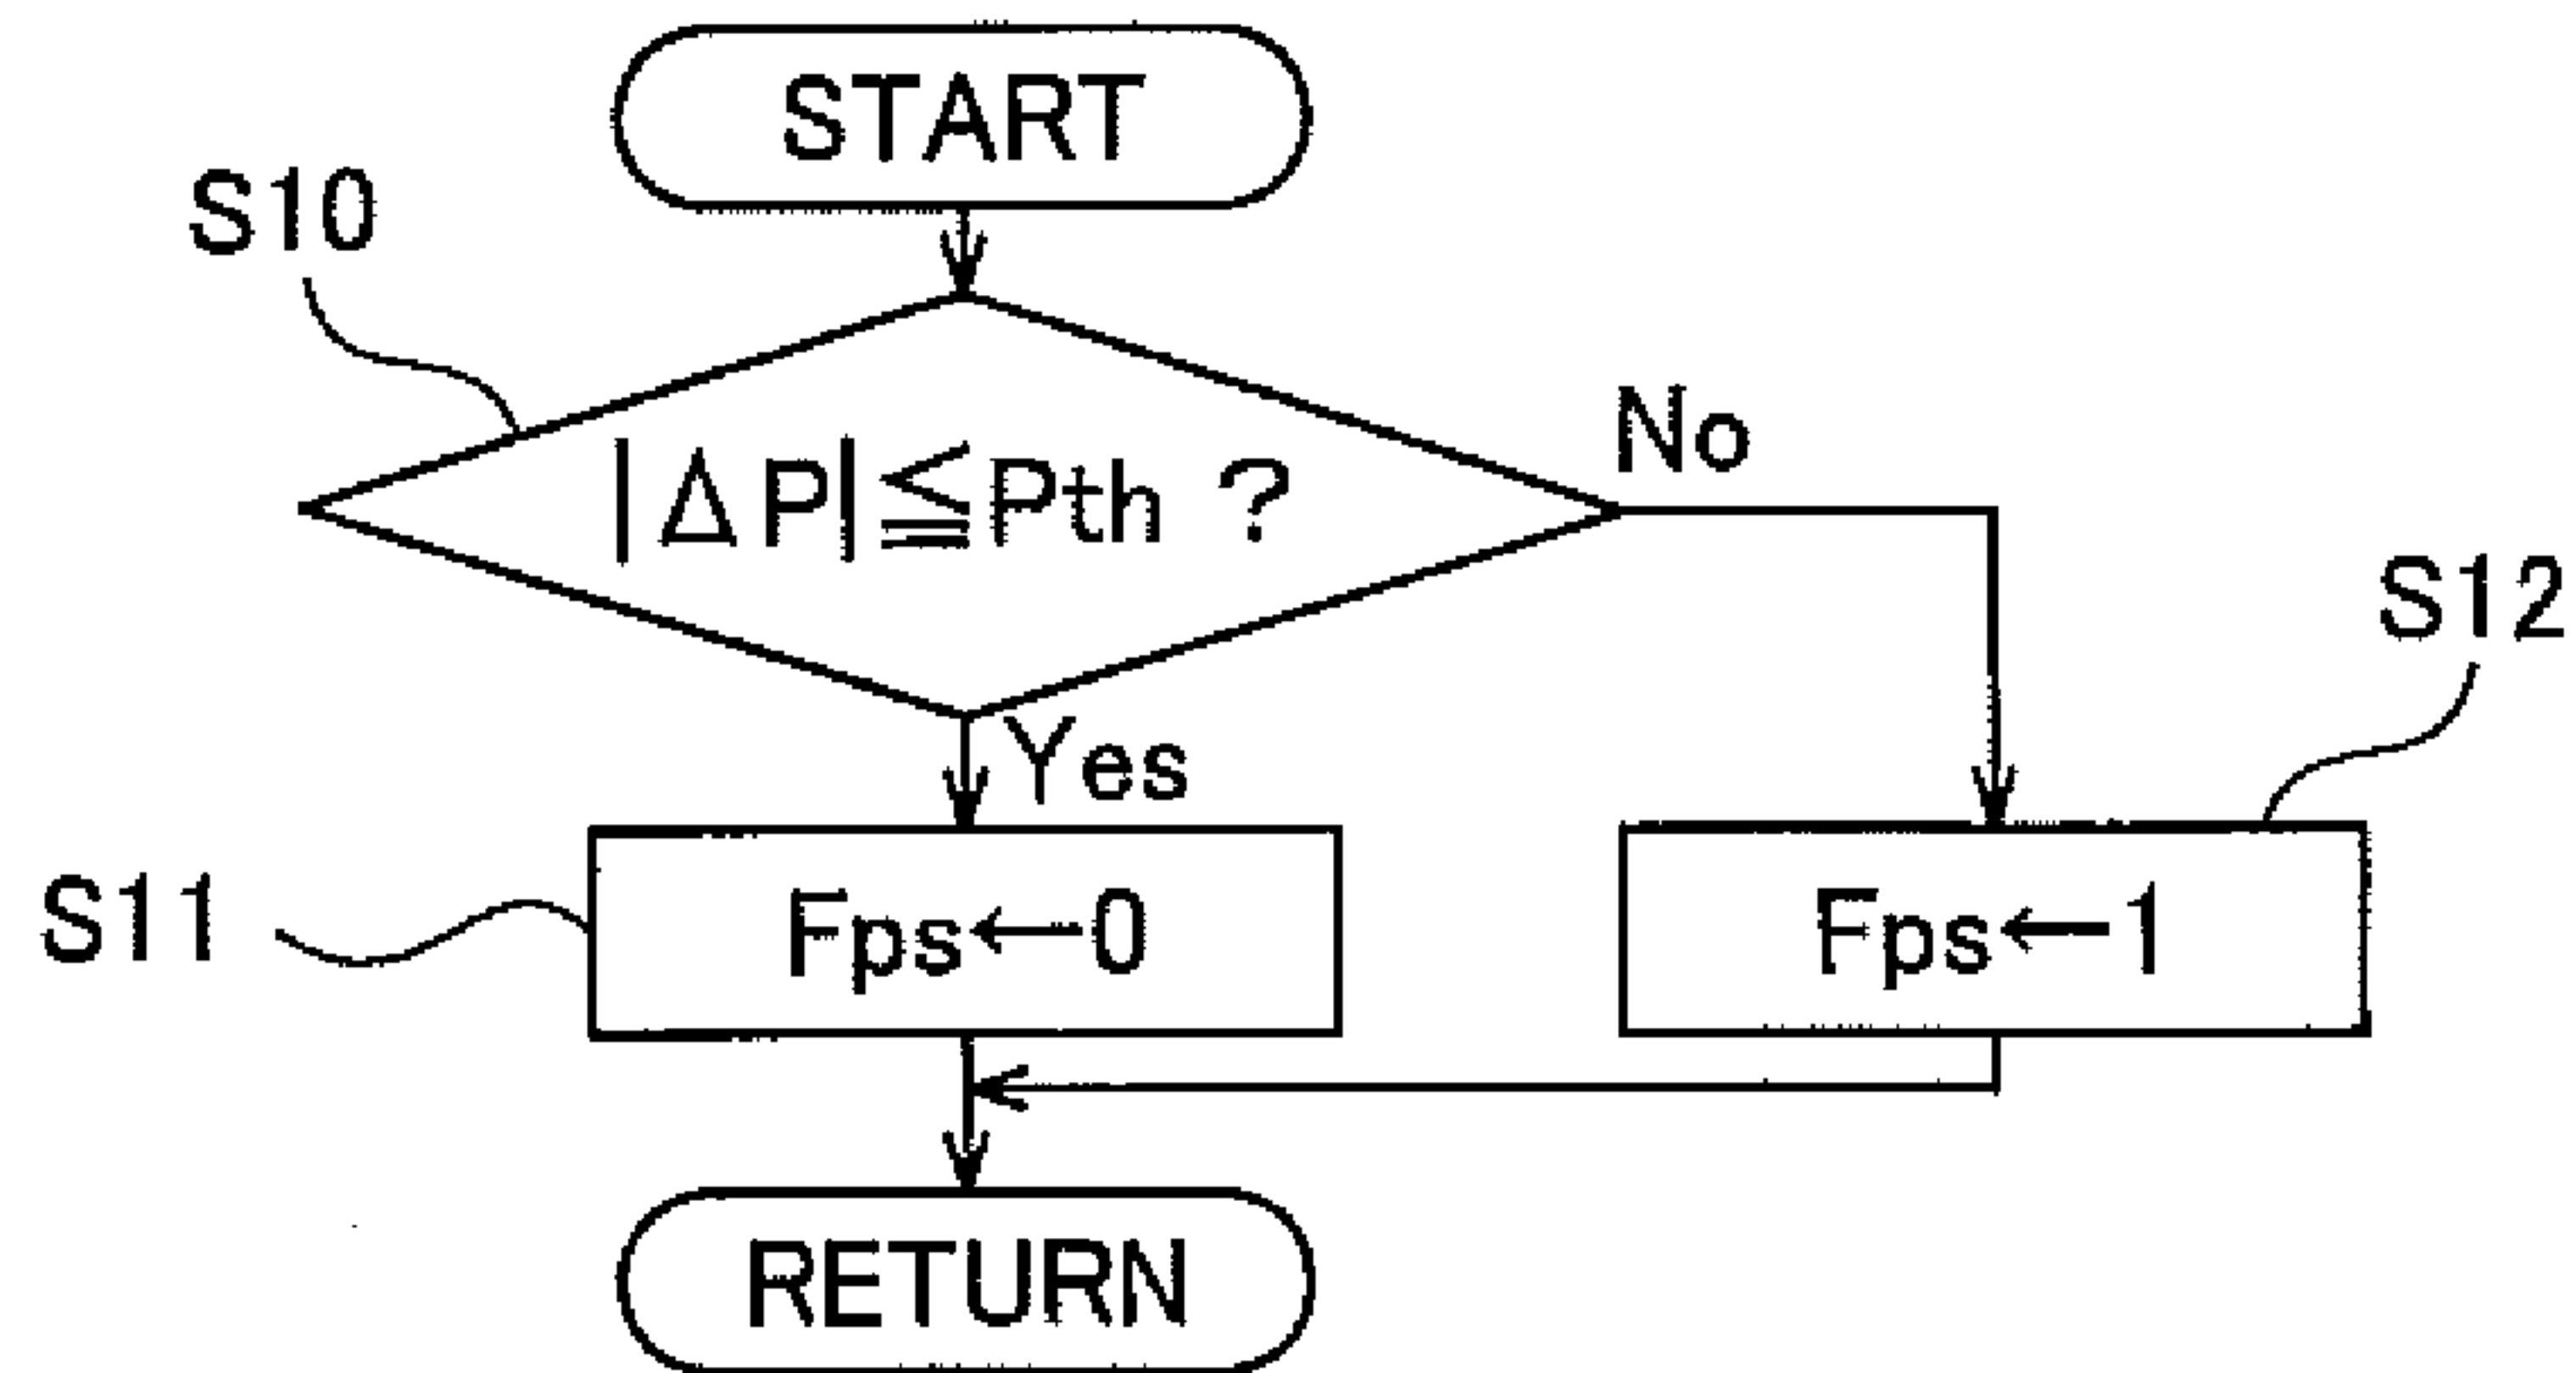 START
S10
|ΔP|≦Pth ?
No
Yes
S12
S11
Fps←0
Fps←1
RETURN